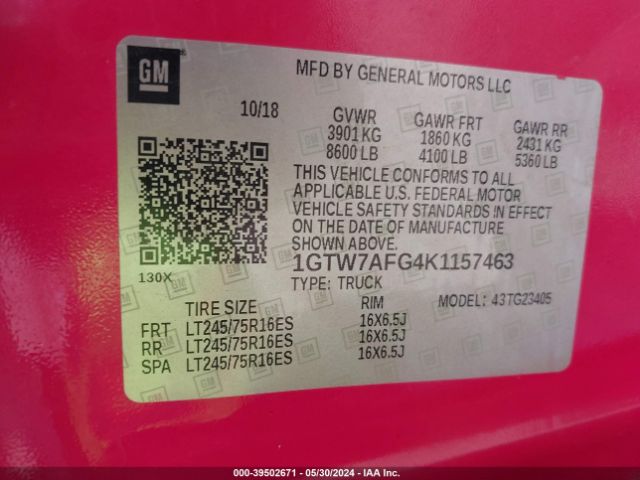 GM
MFD BY GENERAL MOTORS LLC
10/18
GVWR GAWR FRT GAWR RR
3901 KG 1860 KG 2431 KG
8600 LB 4100 LB 5360 LB
THIS VEHICLE CONFORMS TO ALL
APPLICABLE U.S. FEDERAL MOTOR
VEHICLE SAFETY STANDARDS IN EFFECT
ON THE DATE OF MANUFACTURE
SHOWN ABOVE.
1GTW7AFG4K1157463
130X
TYPE: TRUCK MODEL: 43TG23405
TIRE SIZE RIM
FRT LT245/75R16ES 16X6.5J
RR LT245/75R16ES 16X6.5J
SPA LT245/75R16ES 16X6.5J
000-39502671 - 05/30/2024 - IAA Inc.